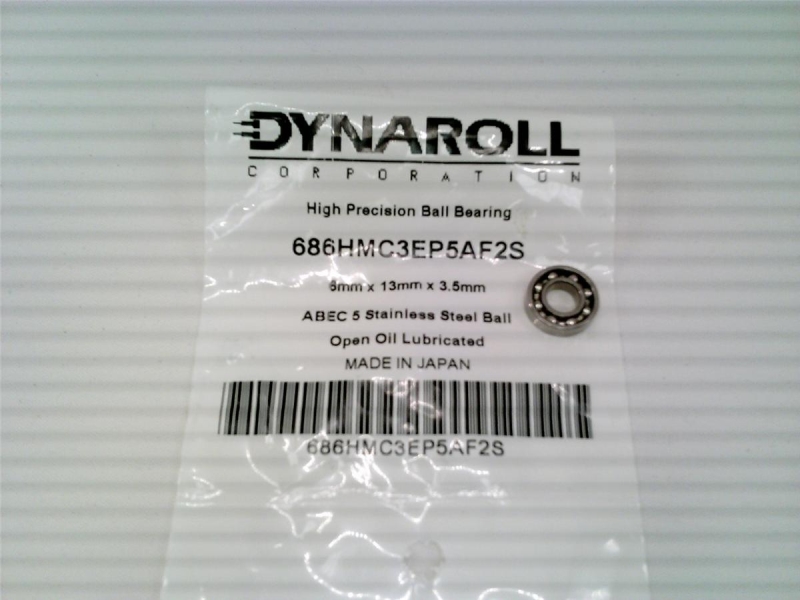 DYNAROLL
CORPORATION
High Precision Ball Bearing
686HMC3EP5AF2S
6mm x 13mm x 3.5mm
ABEC 5 Stainless Steel Ball
Open Oil Lubricated
MADE IN JAPAN
686HMC3EP5AF2S